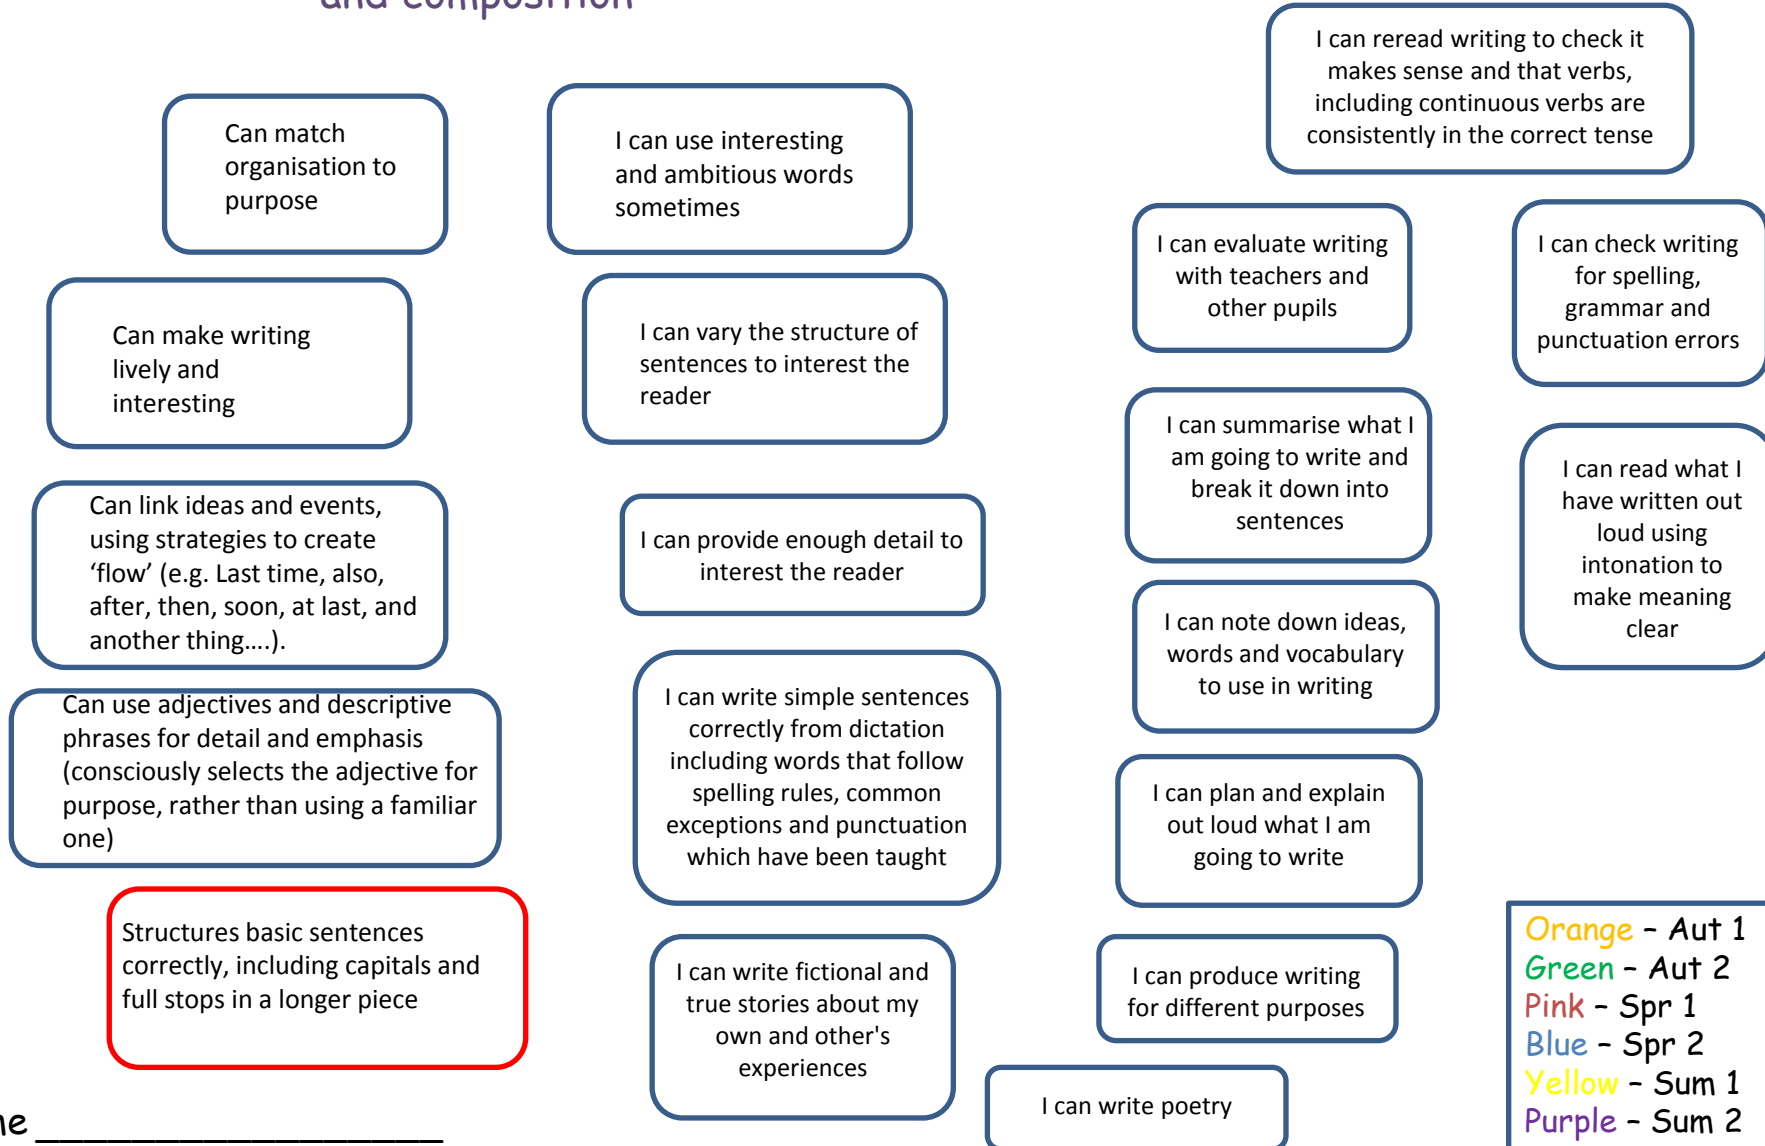 and composition
Can match
organisation to
purpose
I can use interesting
and ambitious words
sometimes
I can reread writing to check it
makes sense and that verbs,
including continuous verbs are
consistently in the correct tense
Can make writing
lively and
interesting
I can vary the structure of
sentences to interest the
reader
I can evaluate writing
with teachers and
other pupils
I can check writing
for spelling,
grammar and
punctuation errors
Can link ideas and events,
using strategies to create
‘flow’ (e.g. Last time, also,
after, then, soon, at last, and
another thing….).
I can provide enough detail to
interest the reader
I can summarise what I
am going to write and
break it down into
sentences
I can read what I
have written out
loud using
intonation to
make meaning
clear
Can use adjectives and descriptive
phrases for detail and emphasis
(consciously selects the adjective for
purpose, rather than using a familiar
one)
I can write simple sentences
correctly from dictation
including words that follow
spelling rules, common
exceptions and punctuation
which have been taught
I can note down ideas,
words and vocabulary
to use in writing
I can plan and explain
out loud what I am
going to write
Structures basic sentences
correctly, including capitals and
full stops in a longer piece
I can write fictional and
true stories about my
own and other's
experiences
I can produce writing
for different purposes
I can write poetry
Orange – Aut 1
Green – Aut 2
Pink – Spr 1
Blue – Spr 2
Yellow – Sum 1
Purple – Sum 2